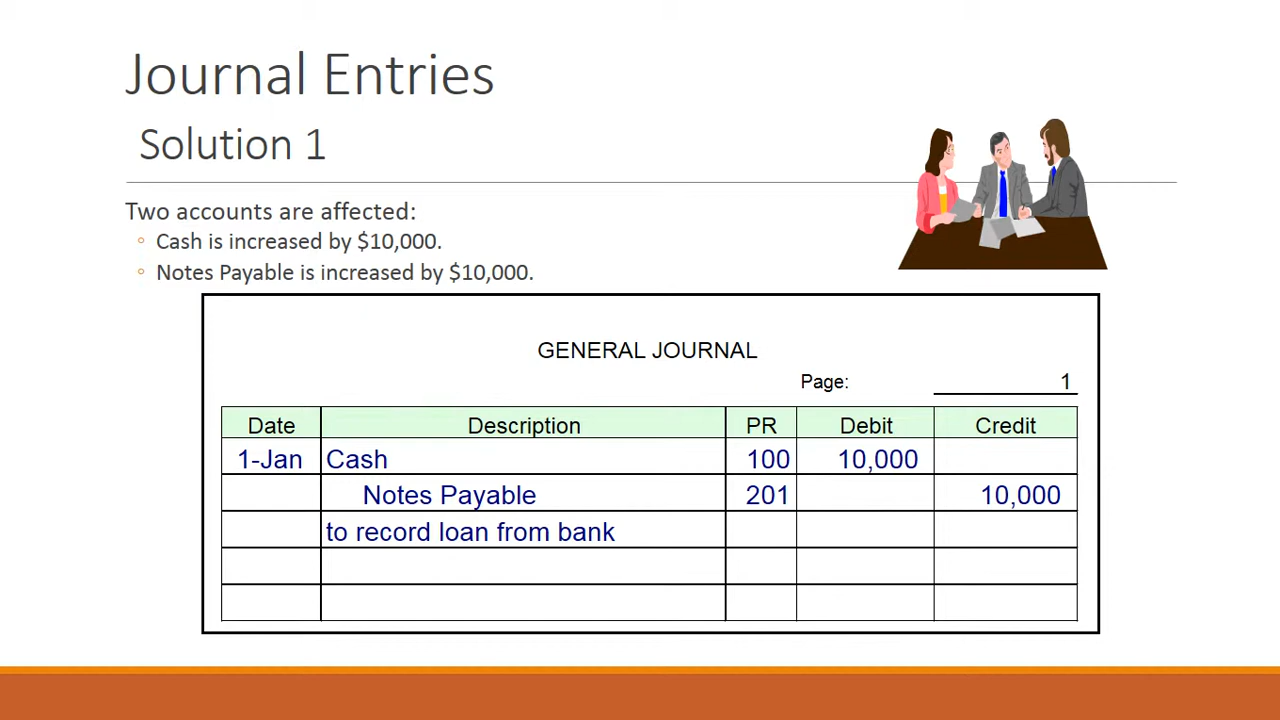 Journal Entries
Solution 1
Two accounts are affected:
◦ Cash is increased by $10,000.
◦ Notes Payable is increased by $10,000.
GENERAL JOURNAL
Page: 1
Date Description PR Debit Credit
1-Jan Cash 100 10,000
Notes Payable 201 10,000
to record loan from bank